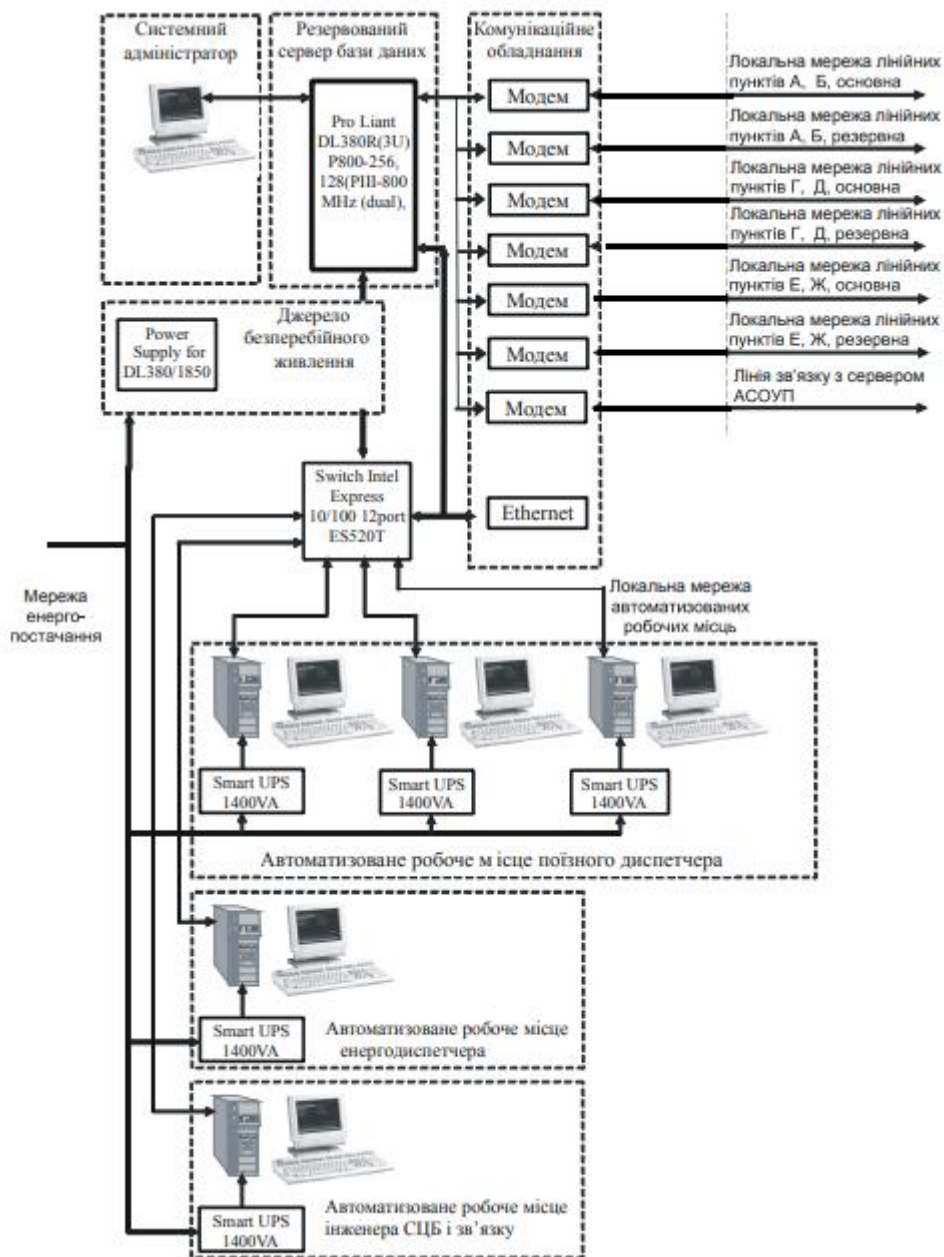 Системний
адміністратор
Резервований
сервер бази даних
Комунікаційне
обладнання
Pro Liant
DL380R(3U)
P800-256,
128(PIII-800
MHz (dual),
Модем
Модем
Модем
Модем
Модем
Модем
Модем
Ethernet
Локальна мережа лінійних
пунктів А, Б, основна
Локальна мережа лінійних
пунктів А, Б, резервна
Локальна мережа лінійних
пунктів Г, Д, основна
Локальна мережа лінійних
пунктів Г, Д, резервна
Локальна мережа лінійних
пунктів Е, Ж, основна
Локальна мережа лінійних
пунктів Е, Ж, резервна
Лінія зв'язку з сервером
АСОУП
Power
Supply for
DL380/1850
Джерело
безперебійного
живлення
Switch Intel
Express
10/100 12port
ES520T
Мережа
енерго-
постачання
Локальна мережа
автоматизованих
робочих місць
Smart UPS
1400VA
Smart UPS
1400VA
Smart UPS
1400VA
Автоматизоване робоче м ісце поїзного диспетчера
Smart UPS
1400VA
Автоматизоване робоче місце
енергодиспетчера
Smart UPS
1400VA
Автоматизоване робоче місце
інженера СЦБ і зв’язку